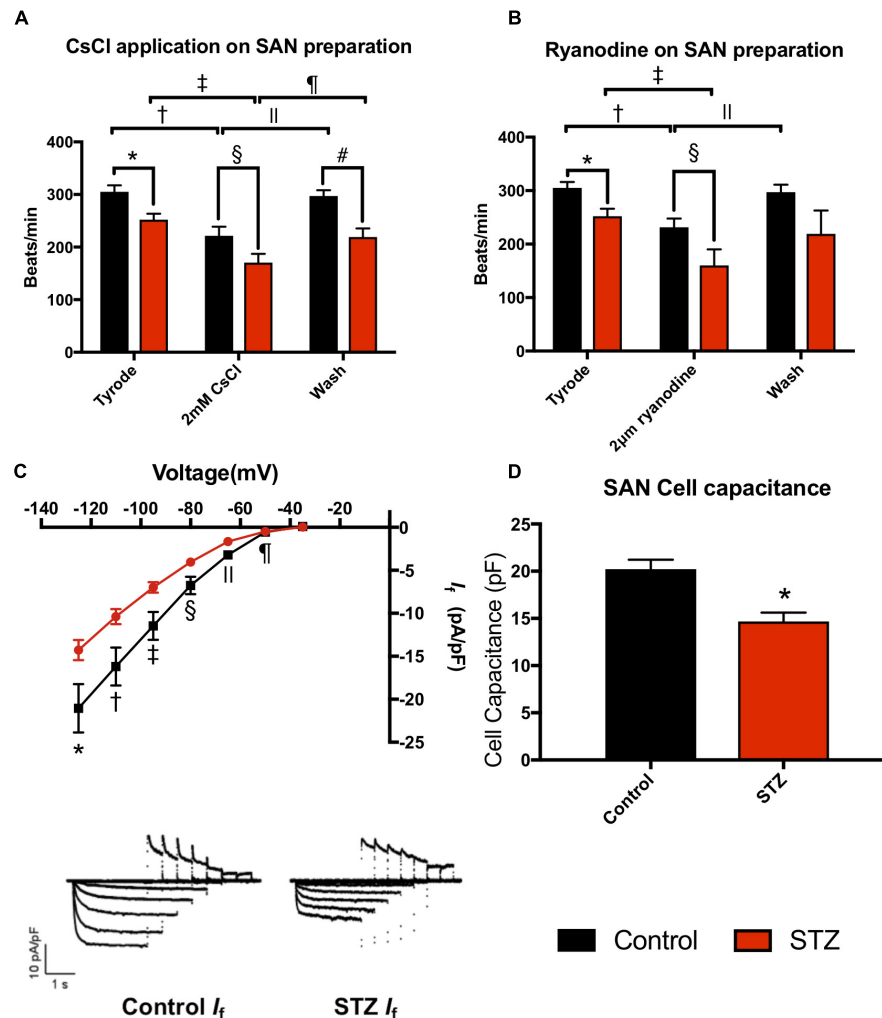 A
CsCl application on SAN preparation
‡ ¶
† ||
* § #
400
300
200
100
0
Beats/min
Tyrode
2mM CsCl
Wash
B
Ryanodine on SAN preparation
‡
† ||
* §
400
300
200
100
0
Beats/min
Tyrode
2μm ryanodine
Wash
C
Voltage(mV)
-140 -120 -100 -80 -60 -40 -20
0
-5
-10
-15
-20
-25
If (pA/pF)
* † ‡ § || ¶
10 pA/pF
1 s
Control If
STZ If
D
SAN Cell capacitance
25
20
15
10
5
0
Cell Capacitance (pF)
*
Control
STZ
Control
STZ